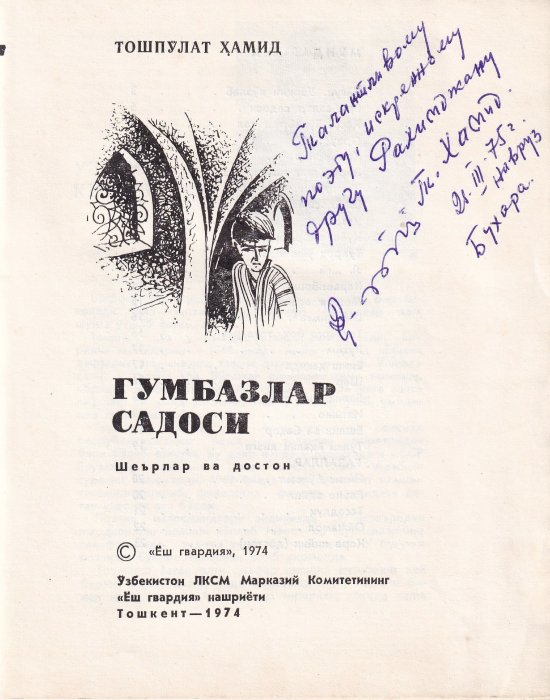 ТОШПУЛАТ ҲАМИД
Талантливому
поэту, искреннему
другу Рахимджану
Т. Хамид.
21. III. 75 г.
Навруз
Бухара.
ГУМБАЗЛАР
САДОСИ
Шеърлар ва достон
© «Ёш гвардия», 1974
Ўзбекистон ЛКСМ Марказий Комитетининг
«Ёш гвардия» нашриёти
Тошкент—1974